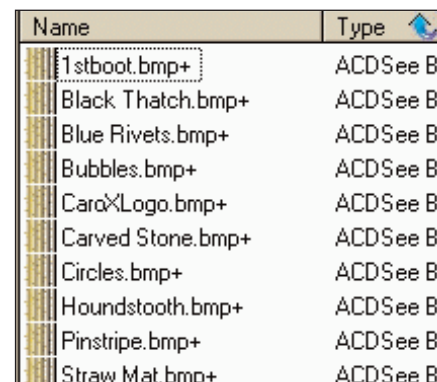 Name Type
1stboot.bmp+ ACDSee B
Black Thatch.bmp+ ACDSee B
Blue Rivets.bmp+ ACDSee B
Bubbles.bmp+ ACDSee B
CaroXLogo.bmp+ ACDSee B
Carved Stone.bmp+ ACDSee B
Circles.bmp+ ACDSee B
Houndstooth.bmp+ ACDSee B
Pinstripe.bmp+ ACDSee B
Straw Mat.bmp+ ACDSee B